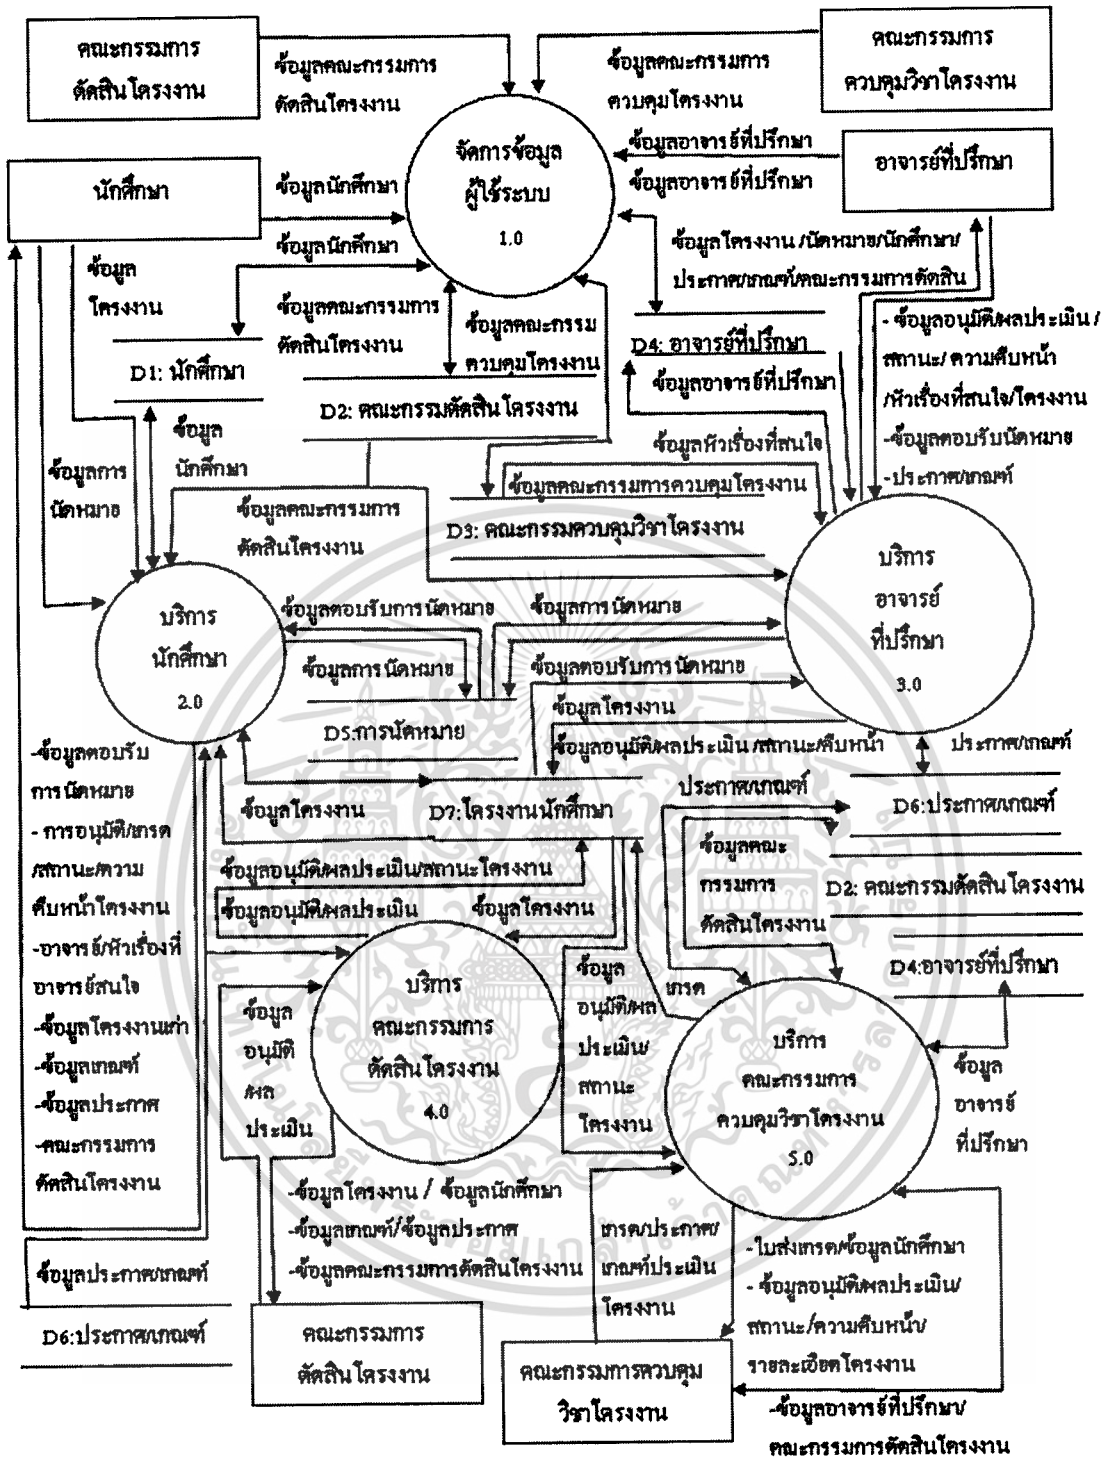 คณะกรรมการ
ตัดสินโครงงาน
ข้อมูลคณะกรรมการ
ตัดสินโครงงาน
ข้อมูลคณะกรรมการ
ควบคุมโครงงาน
คณะกรรมการ
ควบคุมวิชาโครงงาน
จัดการข้อมูล
ผู้ใช้ระบบ
1.0
ข้อมูลอาจารย์ที่ปรึกษา
ข้อมูลอาจารย์ที่ปรึกษา
อาจารย์ที่ปรึกษา
นักศึกษา
ข้อมูลนักศึกษา
ข้อมูลนักศึกษา
ข้อมูล
โครงงาน
ข้อมูลคณะกรรมการ
ตัดสินโครงงาน
ข้อมูลคณะกรรม
ควบคุมโครงงาน
ข้อมูลโครงงาน/นัดหมาย/นักศึกษา/
ประกาศ/เกณฑ์/คณะกรรมการตัดสิน
D1: นักศึกษา
D4: อาจารย์ที่ปรึกษา
- ข้อมูลอนุมัติ/ผลประเมิน/
สถานะ/ความคืบหน้า
/หัวเรื่องที่สนใจ/โครงงาน
-ข้อมูลตอบรับนัดหมาย
-ประกาศ/เกณฑ์
D2: คณะกรรมตัดสินโครงงาน
ข้อมูลอาจารย์ที่ปรึกษา
ข้อมูล
นักศึกษา
ข้อมูลการ
นัดหมาย
ข้อมูลหัวเรื่องที่สนใจ
ข้อมูลคณะกรรมการควบคุมโครงงาน
ข้อมูลคณะกรรมการ
ตัดสินโครงงาน
D3: คณะกรรมควบคุมวิชาโครงงาน
บริการ
นักศึกษา
2.0
บริการ
อาจารย์
ที่ปรึกษา
3.0
ข้อมูลตอบรับการนัดหมาย
ข้อมูลการนัดหมาย
ข้อมูลการนัดหมาย
ข้อมูลตอบรับการนัดหมาย
ข้อมูลโครงงาน
D5:การนัดหมาย
ข้อมูลอนุมัติ/ผลประเมิน/สถานะ/คืบหน้า
ประกาศ/เกณฑ์
-ข้อมูลตอบรับ
การนัดหมาย
- การอนุมัติ/เกรด
/สถานะ/ความ
คืบหน้าโครงงาน
-อาจารย์/หัวเรื่องที่
อาจารย์สนใจ
-ข้อมูลโครงงานเก่า
-ข้อมูลเกณฑ์
-ข้อมูลประกาศ
-คณะกรรมการ
ตัดสินโครงงาน
ข้อมูลโครงงาน
D7:โครงงานนักศึกษา
ประกาศ/เกณฑ์
D6:ประกาศ/เกณฑ์
ข้อมูลคณะ
กรรมการ
ตัดสินโครงงาน
D2: คณะกรรมตัดสินโครงงาน
ข้อมูลอนุมัติ/ผลประเมิน/สถานะโครงงาน
ข้อมูลอนุมัติ/ผลประเมิน
ข้อมูลโครงงาน
D4:อาจารย์ที่ปรึกษา
บริการ
คณะกรรมการ
ตัดสินโครงงาน
4.0
ข้อมูล
อนุมัติ
/ผล
ประเมิน
ข้อมูล
อนุมัติ/ผล
ประเมิน/
สถานะ
โครงงาน
เกรด
บริการ
คณะกรรมการ
ควบคุมวิชาโครงงาน
5.0
ข้อมูล
อาจารย์
ที่ปรึกษา
-ข้อมูลโครงงาน / ข้อมูลนักศึกษา
-ข้อมูลเกณฑ์/ข้อมูลประกาศ
-ข้อมูลคณะกรรมการตัดสินโครงงาน
เกรด/ประกาศ/
เกณฑ์ประเมิน
โครงงาน
-ใบส่งเกรด/ข้อมูลนักศึกษา
- ข้อมูลอนุมัติ/ผลประเมิน/
สถานะ/ความคืบหน้า/
รายละเอียดโครงงาน
ข้อมูลประกาศ/เกณฑ์
D6:ประกาศ/เกณฑ์
คณะกรรมการ
ตัดสินโครงงาน
คณะกรรมการควบคุม
วิชาโครงงาน
-ข้อมูลอาจารย์ที่ปรึกษา/
คณะกรรมการตัดสินโครงงาน